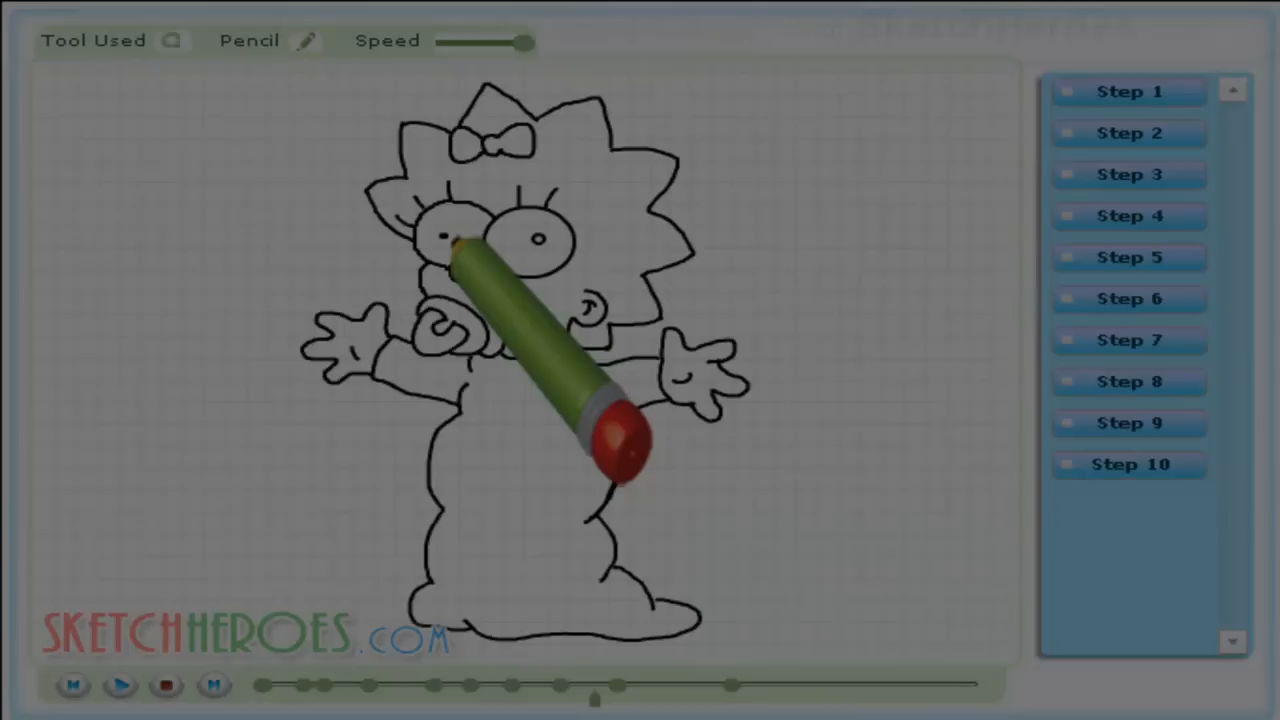 Tool Used Pencil Speed
Step 1
Step 2
Step 3
Step 4
Step 5
Step 6
Step 7
Step 8
Step 9
Step 10
SKETCHHEROES.COM